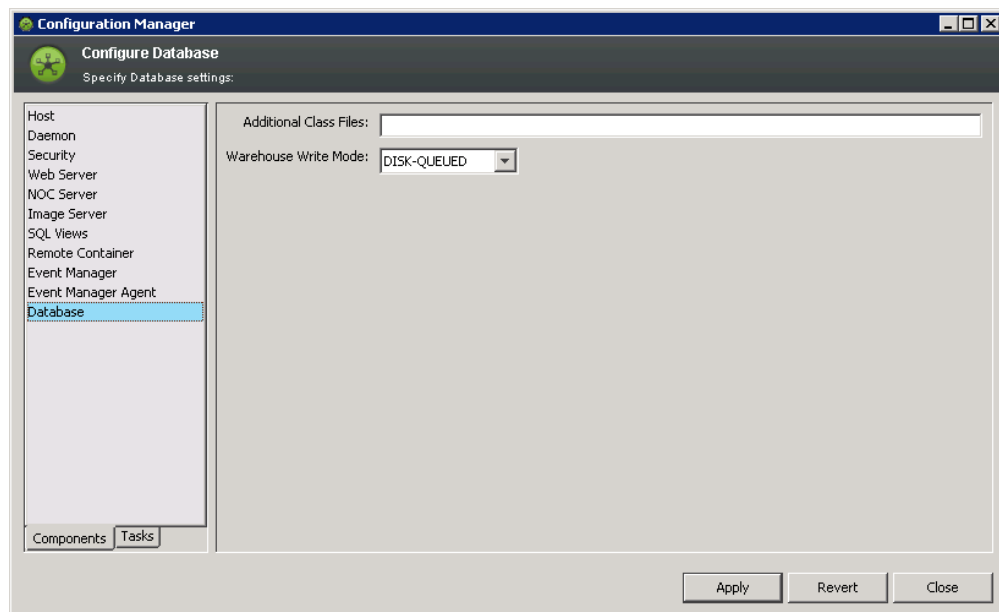 Configuration Manager
Configure Database
Specify Database settings:
Host
Daemon
Security
Web Server
NOC Server
Image Server
SQL Views
Remote Container
Event Manager
Event Manager Agent
Database
Components
Tasks
Additional Class Files:
Warehouse Write Mode: DISK-QUEUED
Apply
Revert
Close